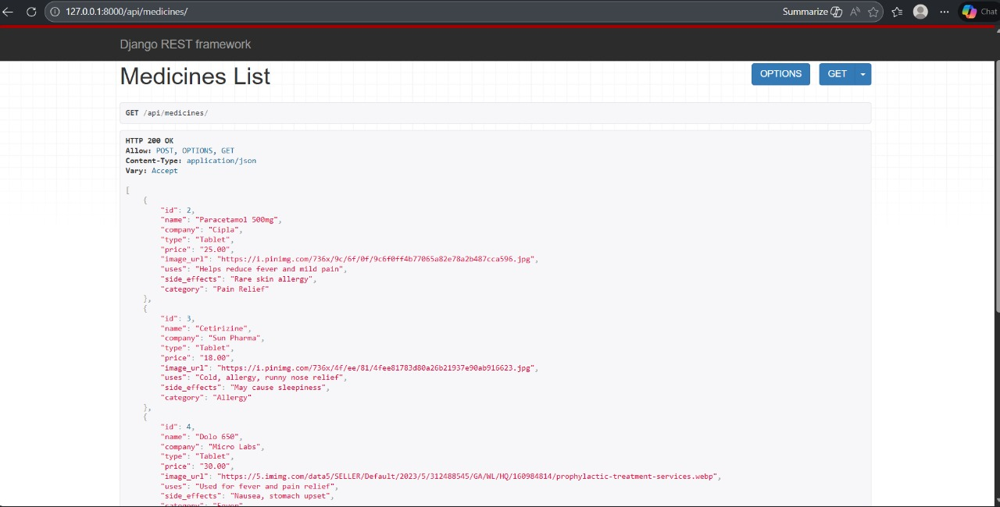 127.0.0.1:8000/api/medicines/
Summarize
Chat
Django REST framework
Medicines List
OPTIONS
GET
GET /api/medicines/
HTTP 200 OK
Allow: POST, OPTIONS, GET
Content-Type: application/json
Vary: Accept
[
{
"id": 2,
"name": "Paracetamol 500mg",
"company": "Cipla",
"type": "Tablet",
"price": "25.00",
"image_url": "https://i.pinimg.com/736x/9c/6f/0f/9c6f0ff4b77065a82e78a2b487cca596.jpg",
"uses": "Helps reduce fever and mild pain",
"side_effects": "Rare skin allergy",
"category": "Pain Relief"
},
{
"id": 3,
"name": "Cetirizine",
"company": "Sun Pharma",
"type": "Tablet",
"price": "18.00",
"image_url": "https://i.pinimg.com/736x/4f/ee/81/4fee81783d80a26b21937e90ab916623.jpg",
"uses": "Cold, allergy, runny nose relief",
"side_effects": "May cause sleepiness",
"category": "Allergy"
},
{
"id": 4,
"name": "Dolo 650",
"company": "Micro Labs",
"type": "Tablet",
"price": "30.00",
"image_url": "https://5.imimg.com/data5/SELLER/Default/2023/5/312488545/GA/WL/HQ/160984814/prophylactic-treatment-services.webp",
"uses": "Used for fever and pain relief",
"side_effects": "Nausea, stomach upset",
"category": "Fever"